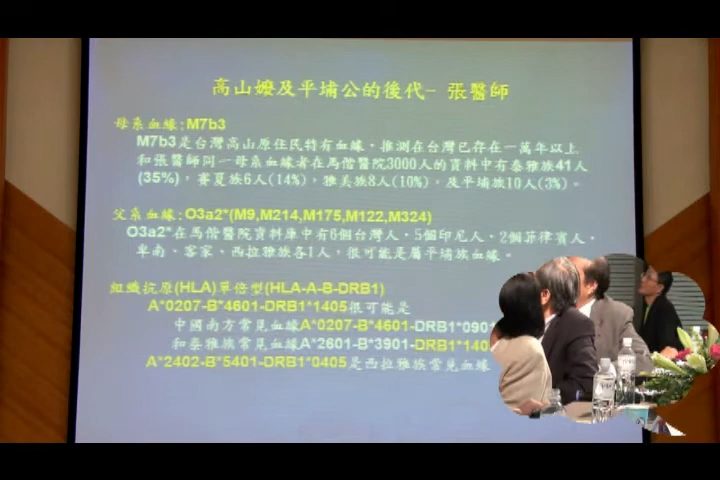 高山嬤及平埔公的後代- 張醫師
母系血緣:M7b3
M7b3是台灣高山原住民特有血緣，推測在台灣已存在一萬年以上
和張醫師同一母系血緣者在馬偕醫院3000人的資料中有泰雅族41人
(35%)，賽夏族6人(14%)，雅美族8人(10%)，及平埔族10人(3%)。
父系血緣:O3a2*(M9,M214,M175,M122,M324)
O3a2*在馬偕醫院資料庫中有6個台灣人、5個印尼人、2個菲律賓人、
卑南、客家、西拉雅族各1人，很可能是屬平埔族血緣。
組織抗原(HLA)單倍型(HLA-A-B-DRB1)
A*0207-B*4601-DRB1*1405很可能是
中國南方常見血緣A*0207-B*4601-DRB1*090
和泰雅族常見血緣A*2601-B*3901-DRB1*140
A*2402-B*5401-DRB1*0405是西拉雅族常見血緣